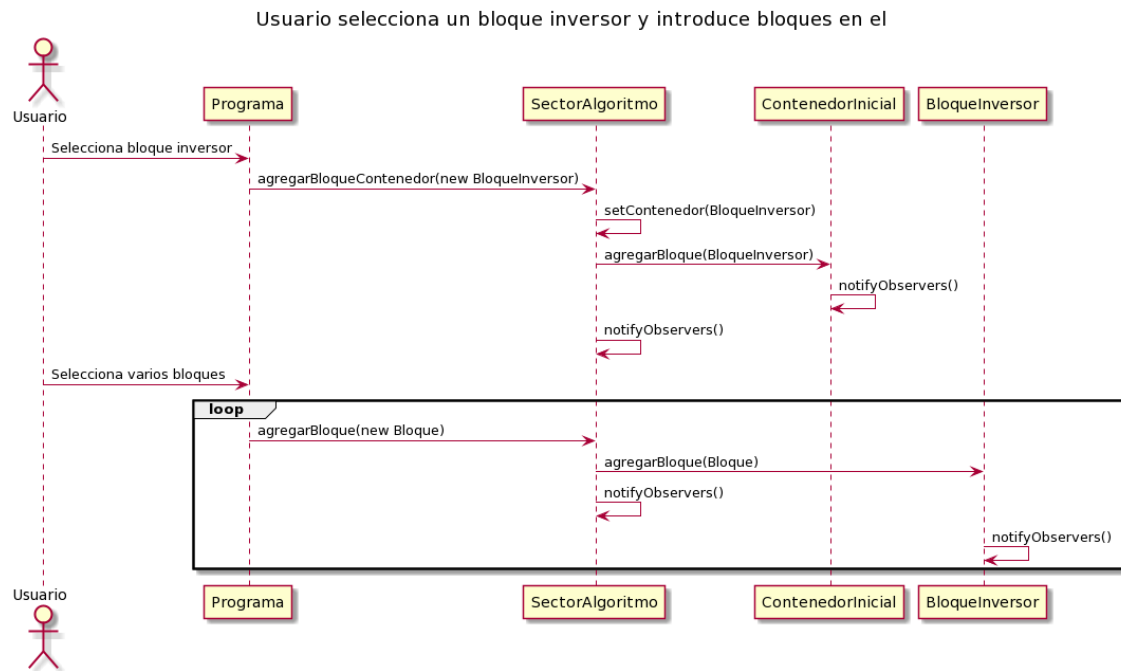 Usuario selecciona un bloque inversor y introduce bloques en el
Usuario
Programa
SectorAlgoritmo
ContenedorInicial
BloqueInversor
Selecciona bloque inversor
agregarBloqueContenedor(new BloqueInversor)
setContenedor(BloqueInversor)
agregarBloque(BloqueInversor)
notifyObservers()
notifyObservers()
Selecciona varios bloques
loop
agregarBloque(new Bloque)
agregarBloque(Bloque)
notifyObservers()
notifyObservers()
Usuario
Programa
SectorAlgoritmo
ContenedorInicial
BloqueInversor